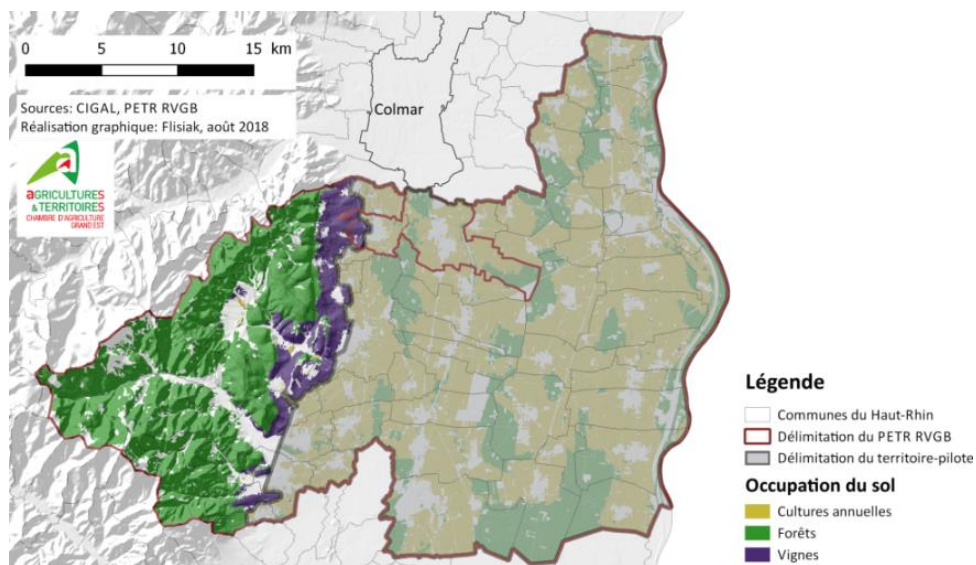 0 5 10 15 km
Sources: CIGAL, PETR RVGB
Réalisation graphique: Flisiak, août 2018
Colmar
aGRICULTURES
& TERRITOIRES
CHAMBRE D'AGRICULTURE
GRAND EST
Légende
Communes du Haut-Rhin
Délimitation du PETR RVGB
Délimitation du territoire-pilote
Occupation du sol
Cultures annuelles
Forêts
Vignes